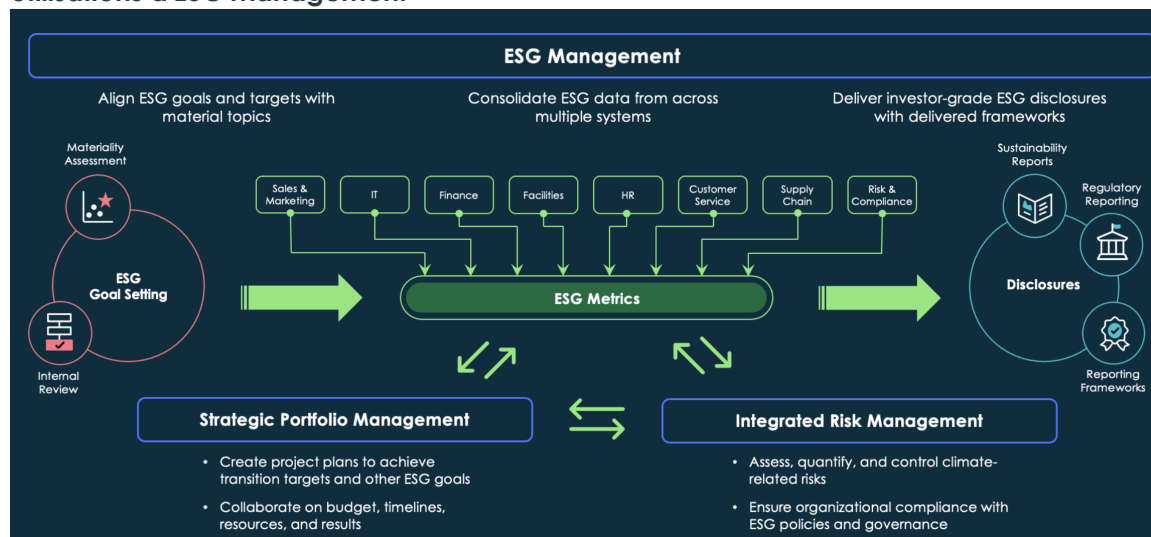 ESG Management
Align ESG goals and targets with
material topics
Consolidate ESG data from across
multiple systems
Deliver investor-grade ESG disclosures
with delivered frameworks
Materiality
Assessment
ESG
Goal Setting
Internal
Review
Sales &
Marketing
IT
Finance
Facilities
HR
Customer
Service
Supply
Chain
Risk &
Compliance
ESG Metrics
Sustainability
Reports
Regulatory
Reporting
Disclosures
Reporting
Frameworks
Strategic Portfolio Management
• Create project plans to achieve
transition targets and other ESG goals
• Collaborate on budget, timelines,
resources, and results
Integrated Risk Management
• Assess, quantify, and control climate-
related risks
• Ensure organizational compliance with
ESG policies and governance